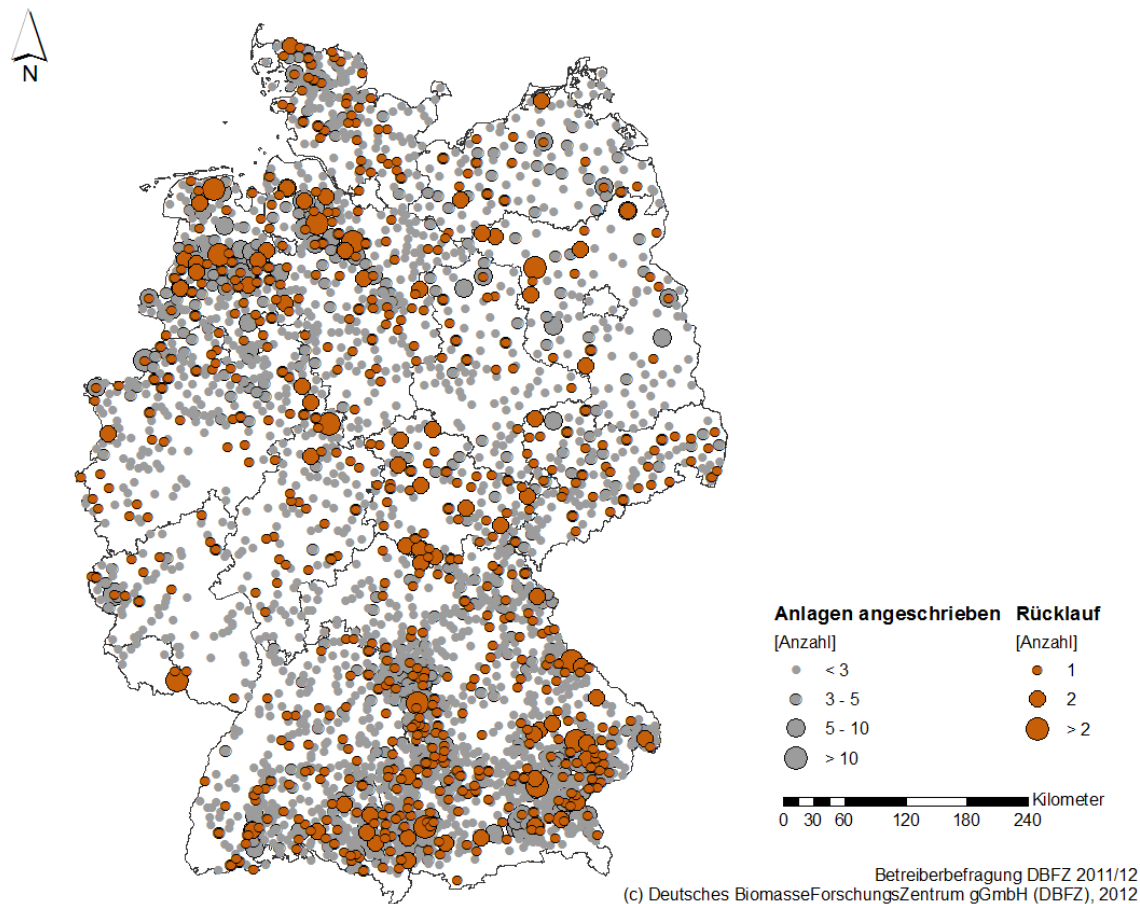 N
Anlagen angeschrieben Rücklauf
[Anzahl] [Anzahl]
< 3 1
3 - 5 2
5 - 10 > 2
> 10
Kilometer
0 30 60 120 180 240
Betreiberbefragung DBFZ 2011/12
(c) Deutsches BiomasseForschungsZentrum gGmbH (DBFZ), 2012